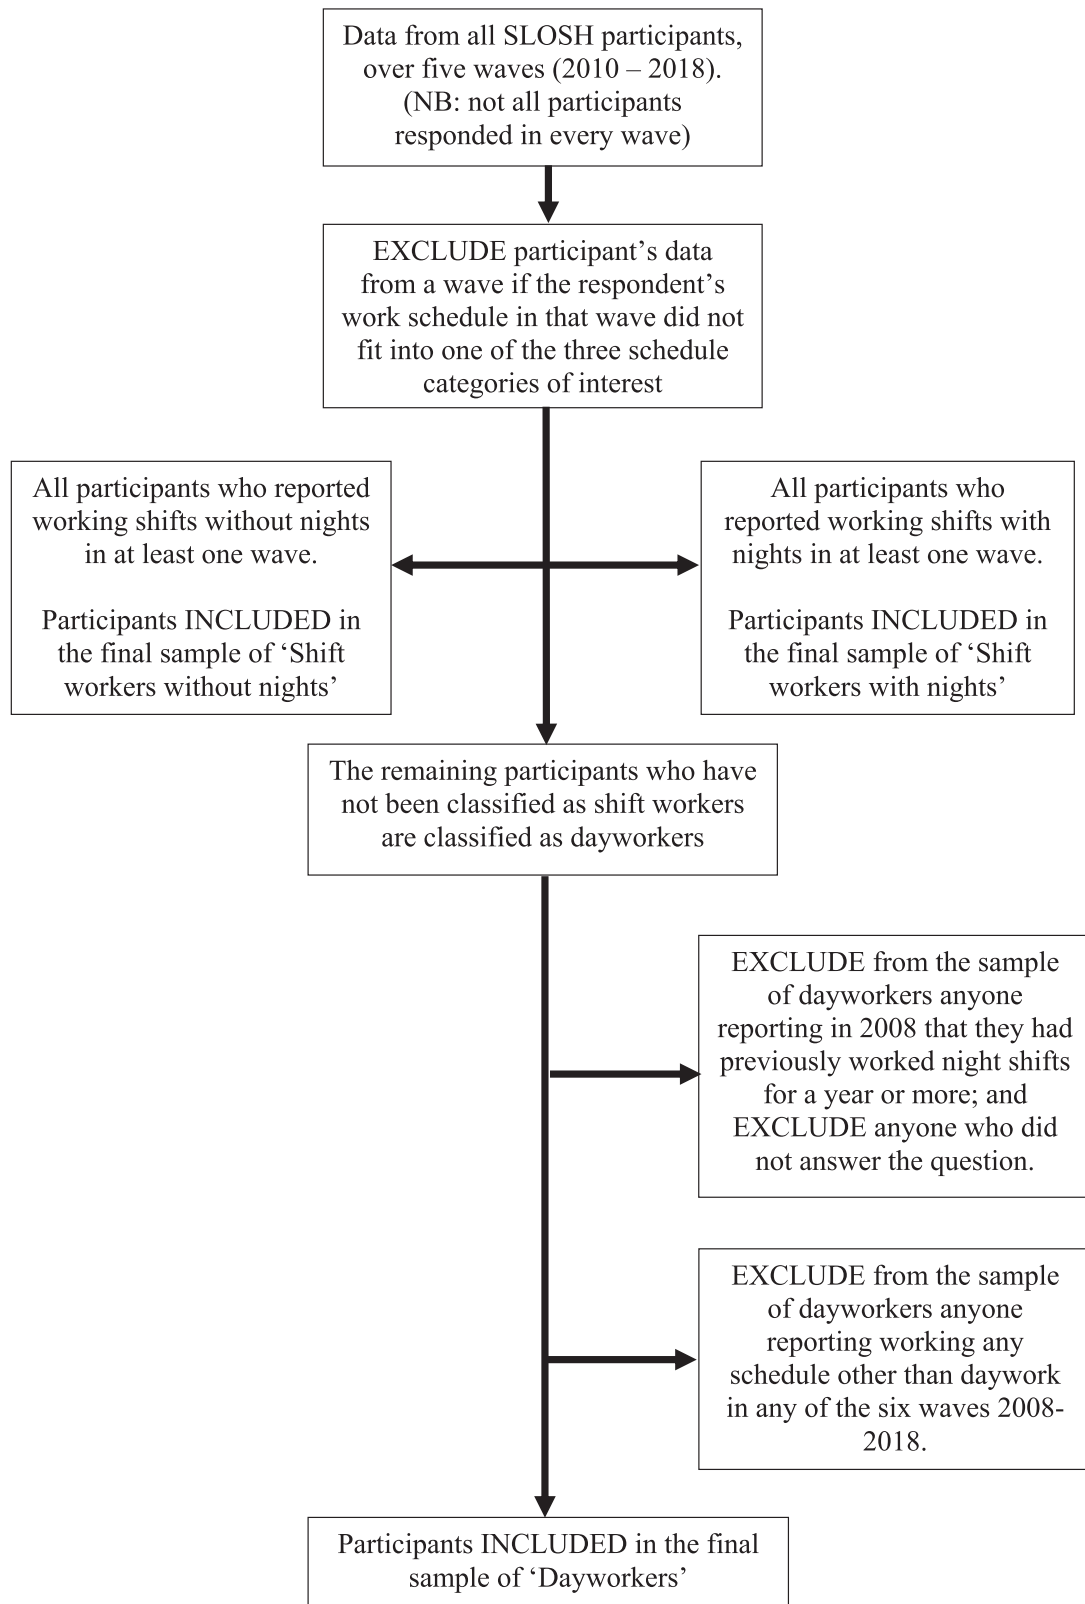 Data from all SLOSH participants,
over five waves (2010 – 2018).
(NB: not all participants
responded in every wave)
EXCLUDE participant’s data
from a wave if the respondent’s
work schedule in that wave did not
fit into one of the three schedule
categories of interest
All participants who reported
working shifts without nights
in at least one wave.
Participants INCLUDED in
the final sample of ‘Shift
workers without nights’
All participants who
reported working shifts with
nights in at least one wave.
Participants INCLUDED in
the final sample of ‘Shift
workers with nights’
The remaining participants who have
not been classified as shift workers
are classified as dayworkers
EXCLUDE from the sample
of dayworkers anyone
reporting in 2008 that they had
previously worked night shifts
for a year or more; and
EXCLUDE anyone who did
not answer the question.
EXCLUDE from the sample
of dayworkers anyone
reporting working any
schedule other than daywork
in any of the six waves 2008-
2018.
Participants INCLUDED in the final
sample of ‘Dayworkers’